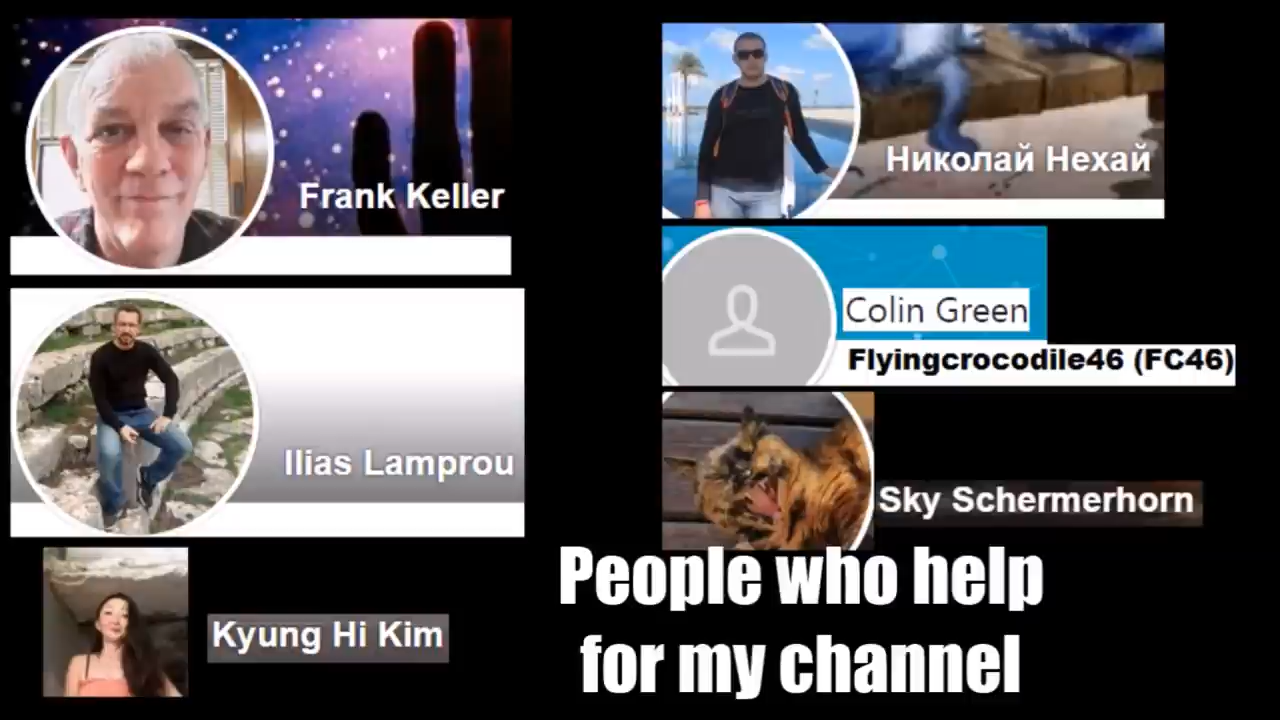 Frank Keller
Ilias Lamprou
Kyung Hi Kim
Николай Нехай
Colin Green
Flyingcrocodile46 (FC46)
Sky Schermerhorn
People who help
for my channel